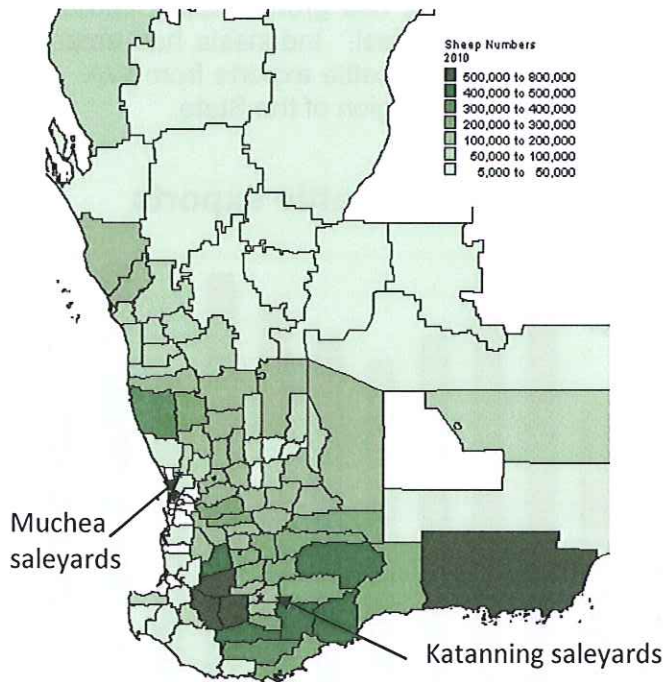 Sheep Numbers
2010
500,000 to 800,000
400,000 to 500,000
300,000 to 400,000
200,000 to 300,000
100,000 to 200,000
50,000 to 100,000
5,000 to 50,000
Muchea
saleyards
Katanning saleyards